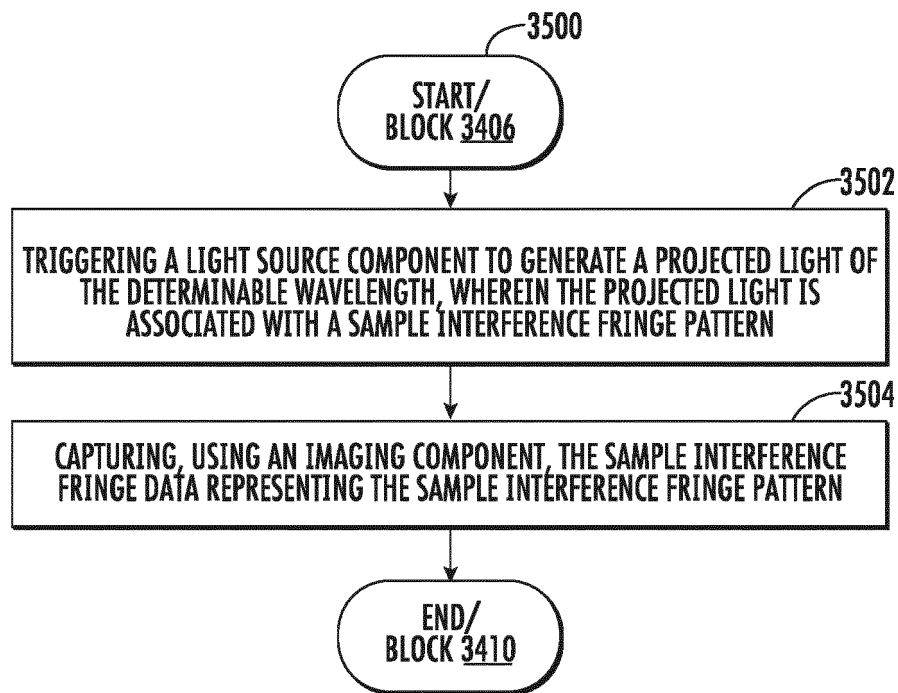 3500
START/
BLOCK 3406
3502
TRIGGERING A LIGHT SOURCE COMPONENT TO GENERATE A PROJECTED LIGHT OF
THE DETERMINABLE WAVELENGTH, WHEREIN THE PROJECTED LIGHT IS
ASSOCIATED WITH A SAMPLE INTERFERENCE FRINGE PATTERN
3504
CAPTURING, USING AN IMAGING COMPONENT, THE SAMPLE INTERFERENCE
FRINGE DATA REPRESENTING THE SAMPLE INTERFERENCE FRINGE PATTERN
END/
BLOCK 3410